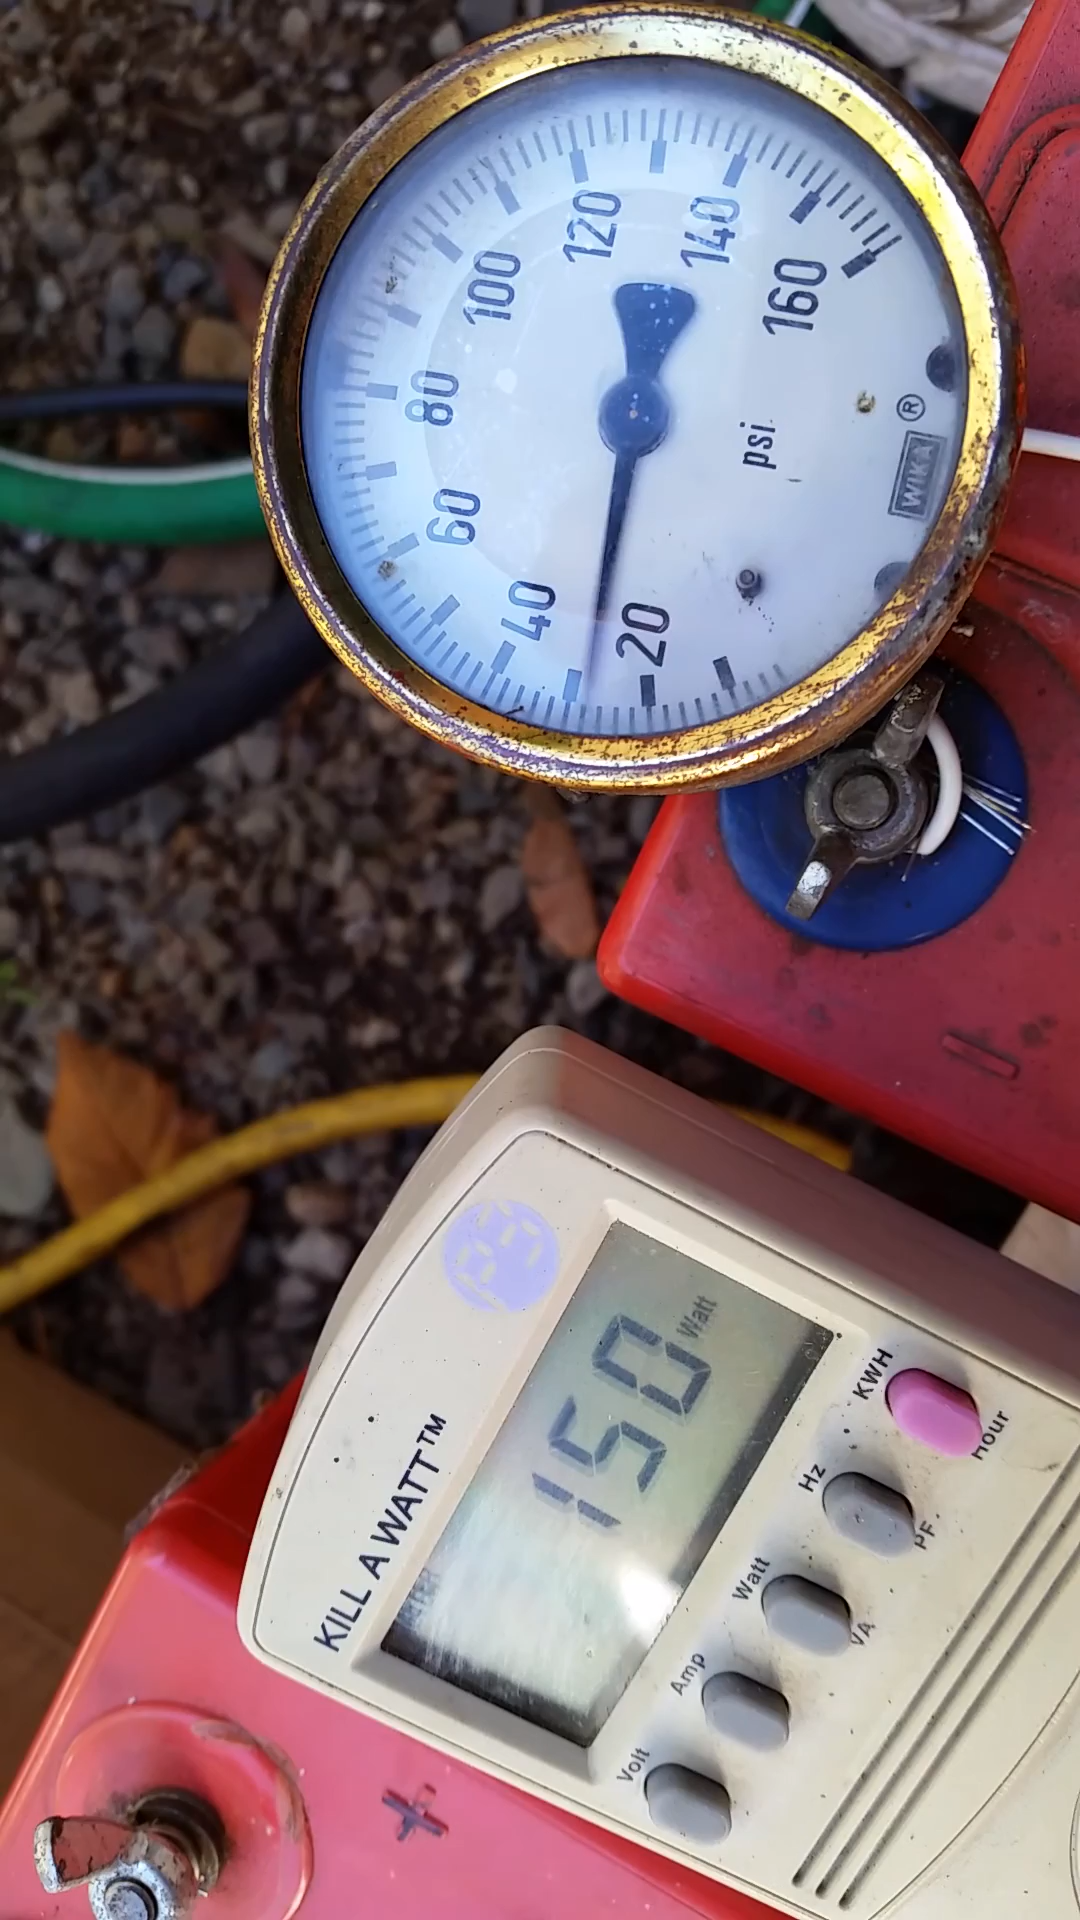 20
40
60
80
100
120
140
160
psi
WIKA ®
KILL A WATT™
150
Watt
Volt
Amp
Watt
VA
Hz
PF
KWH
Hour
+